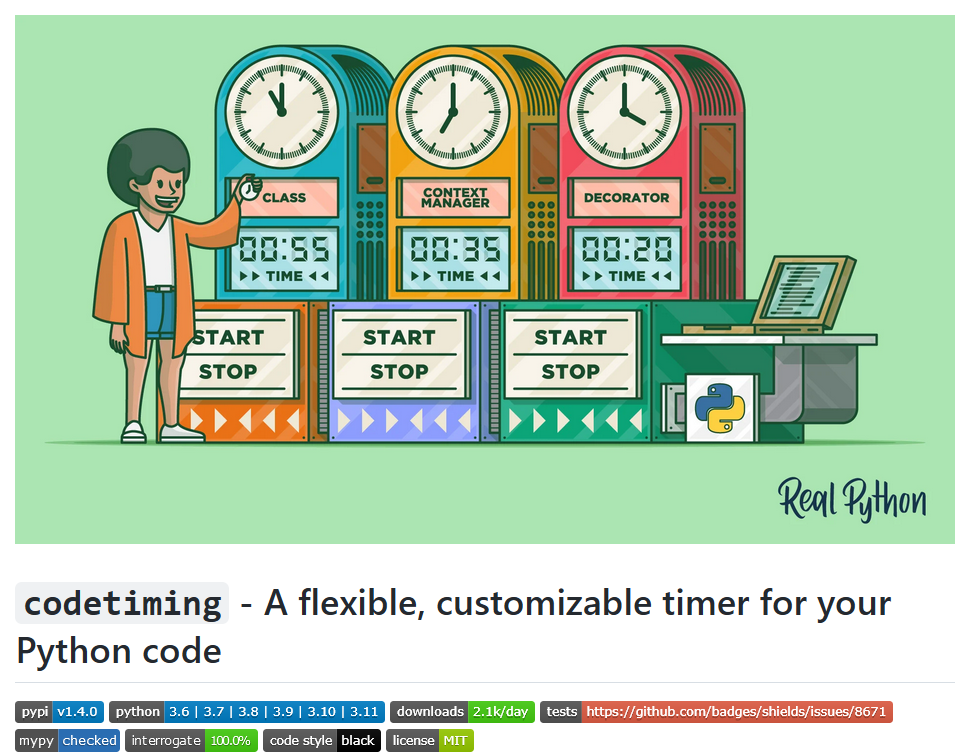 CLASS
CONTEXT
MANAGER
DECORATOR
00:55
00:39
00:20
TIME
TIME
TIME
START
STOP
START
STOP
START
STOP
Real Python
codetiming - A flexible, customizable timer for your
Python code
pypi v1.4.0 python 3.6 | 3.7 | 3.8 | 3.9 | 3.10 | 3.11 downloads 2.1k/day tests https://github.com/badges/shields/issues/8671
mypy checked interrogate 100.0% code style black license MIT